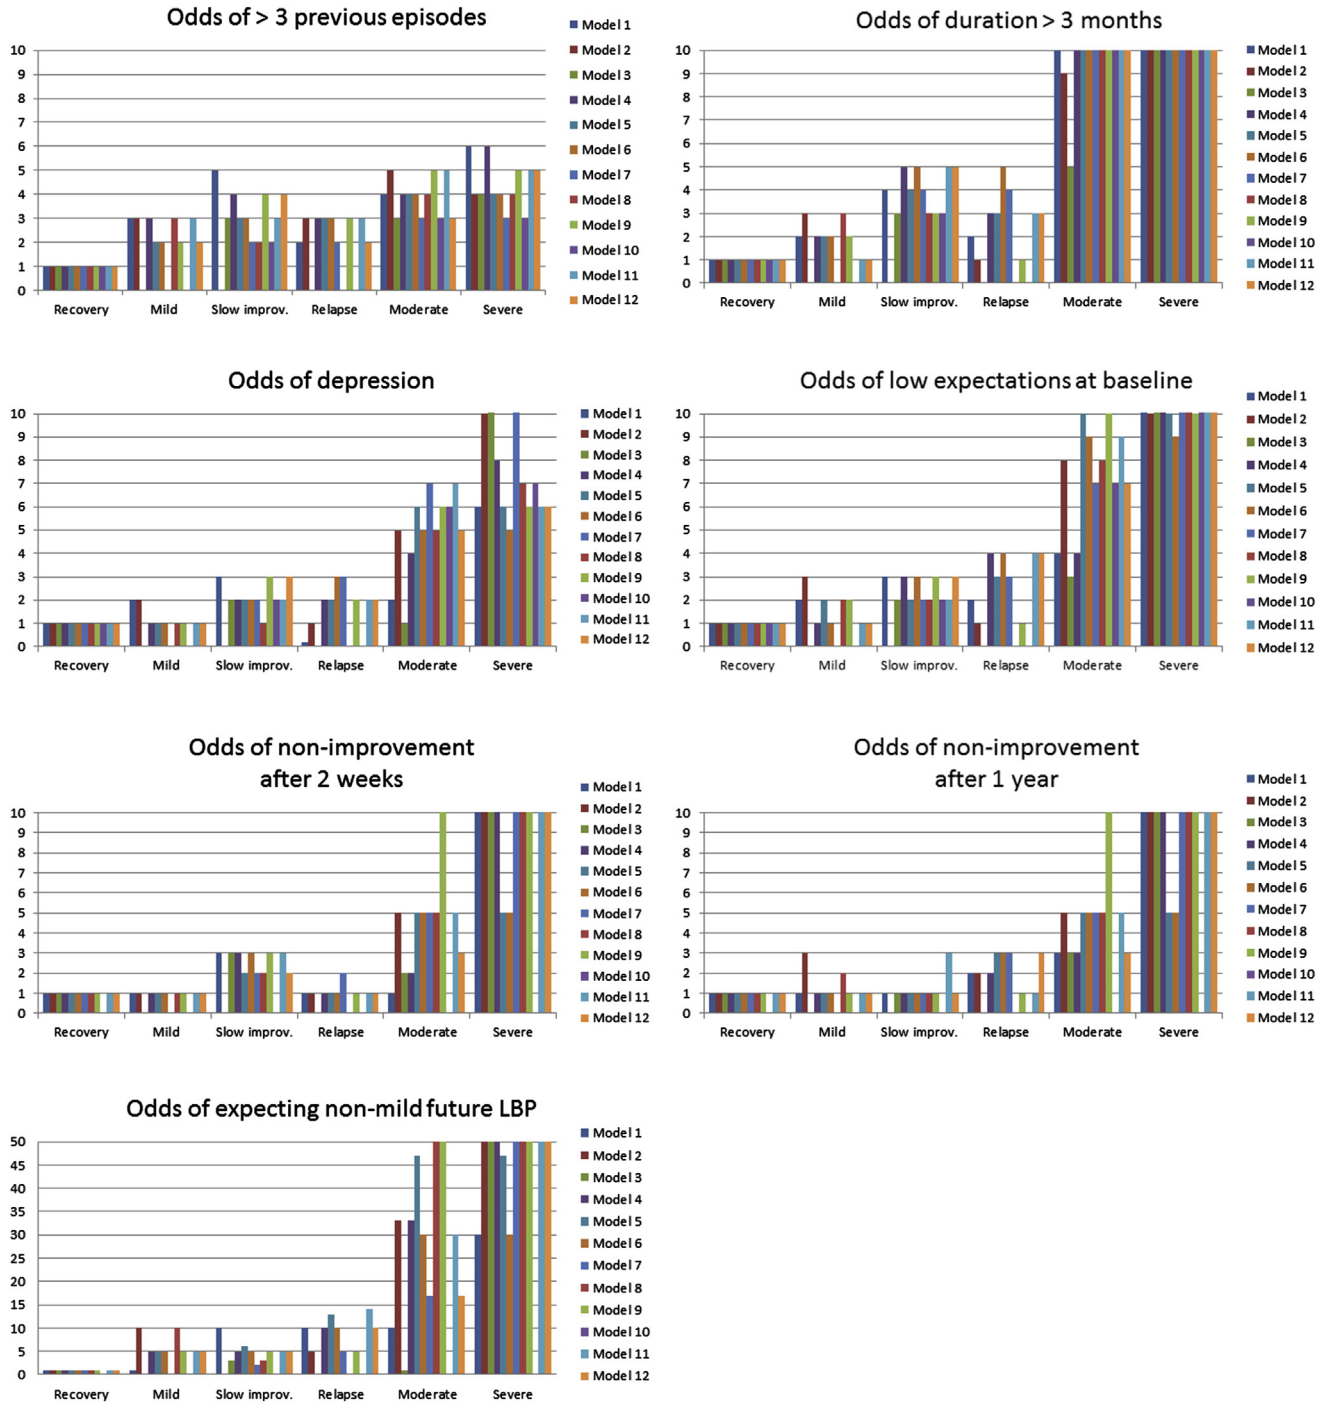 Odds of > 3 previous episodes
10
9
8
7
6
5
4
3
2
1
0
Recovery Mild Slow improv. Relapse Moderate Severe
Model 1
Model 2
Model 3
Model 4
Model 5
Model 6
Model 7
Model 8
Model 9
Model 10
Model 11
Model 12
Odds of duration > 3 months
10
9
8
7
6
5
4
3
2
1
0
Recovery Mild Slow improv. Relapse Moderate Severe
Model 1
Model 2
Model 3
Model 4
Model 5
Model 6
Model 7
Model 8
Model 9
Model 10
Model 11
Model 12
Odds of depression
10
9
8
7
6
5
4
3
2
1
0
Recovery Mild Slow improv. Relapse Moderate Severe
Model 1
Model 2
Model 3
Model 4
Model 5
Model 6
Model 7
Model 8
Model 9
Model 10
Model 11
Model 12
Odds of low expectations at baseline
10
9
8
7
6
5
4
3
2
1
0
Recovery Mild Slow improv. Relapse Moderate Severe
Model 1
Model 2
Model 3
Model 4
Model 5
Model 6
Model 7
Model 8
Model 9
Model 10
Model 11
Model 12
Odds of non-improvement
after 2 weeks
10
9
8
7
6
5
4
3
2
1
0
Recovery Mild Slow improv. Relapse Moderate Severe
Model 1
Model 2
Model 3
Model 4
Model 5
Model 6
Model 7
Model 8
Model 9
Model 10
Model 11
Model 12
Odds of non-improvement
after 1 year
10
9
8
7
6
5
4
3
2
1
0
Recovery Mild Slow improv. Relapse Moderate Severe
Model 1
Model 2
Model 3
Model 4
Model 5
Model 6
Model 7
Model 8
Model 9
Model 10
Model 11
Model 12
Odds of expecting non-mild future LBP
50
45
40
35
30
25
20
15
10
5
0
Recovery Mild Slow improv. Relapse Moderate Severe
Model 1
Model 2
Model 3
Model 4
Model 5
Model 6
Model 7
Model 8
Model 9
Model 10
Model 11
Model 12